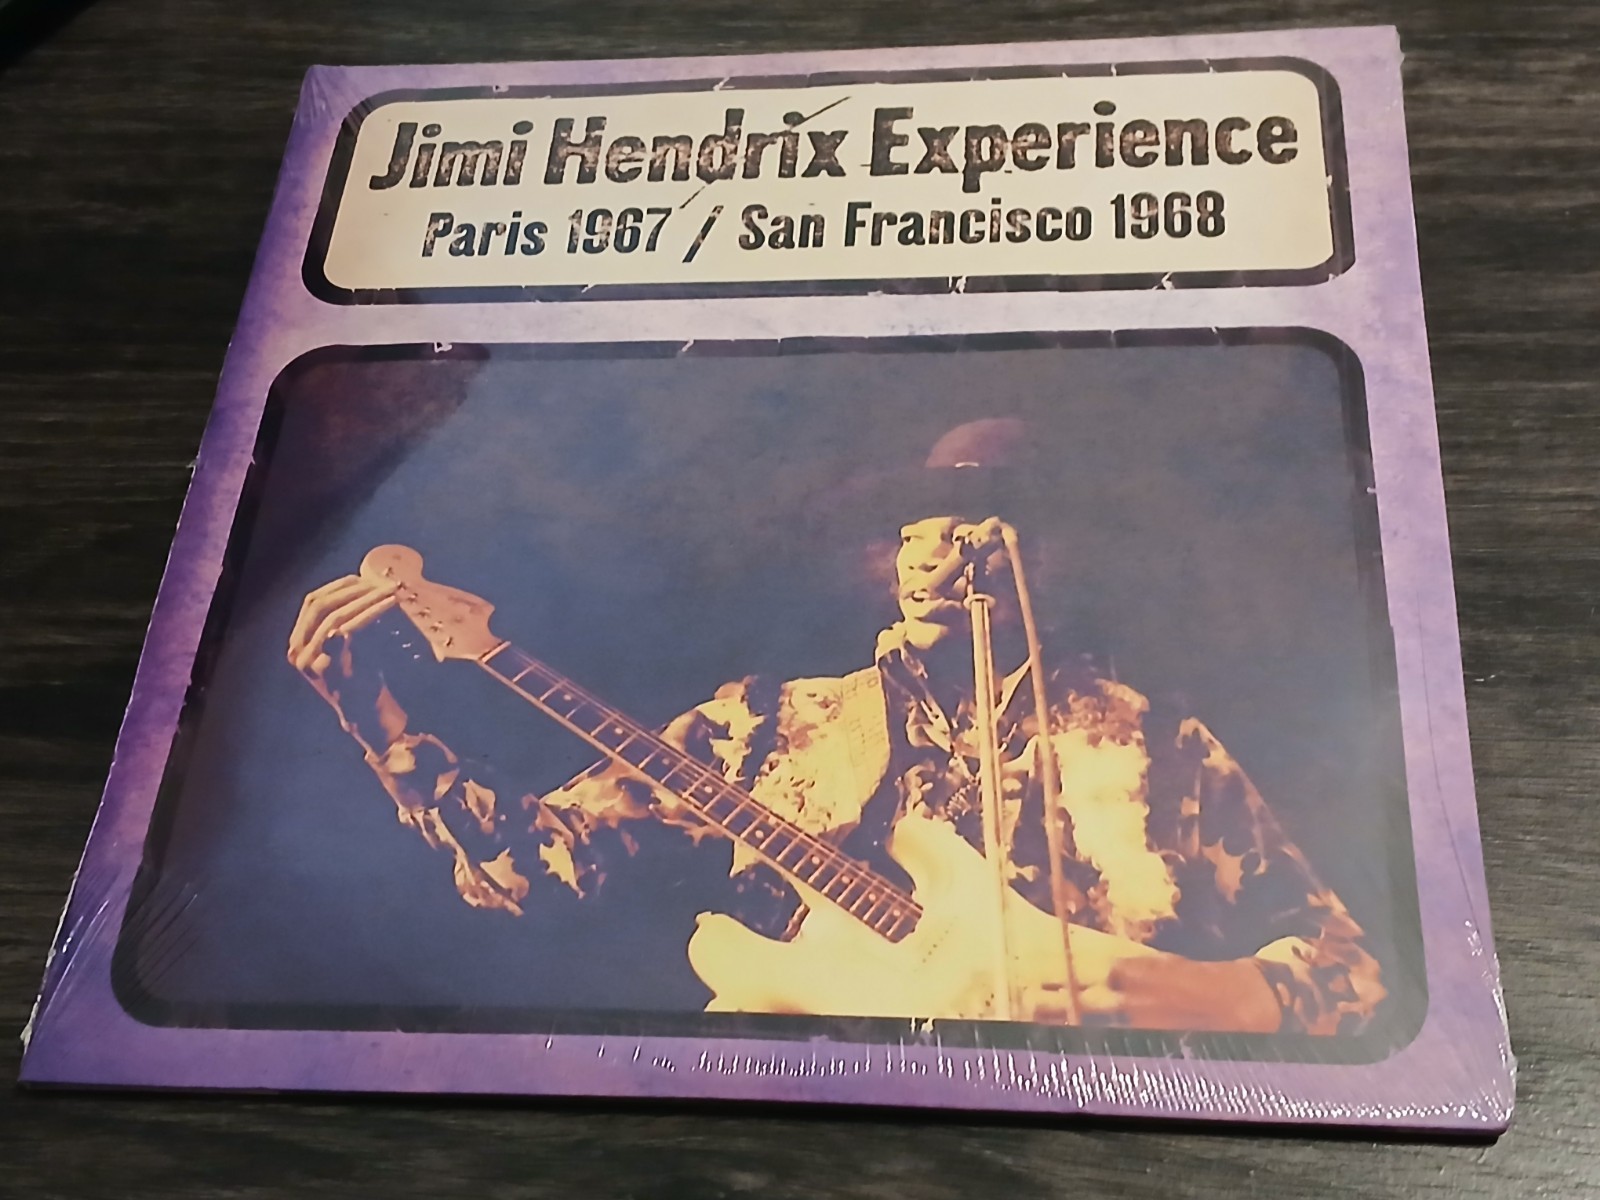 Jimi Hendrix Experience
Paris 1967 / San Francisco 1968